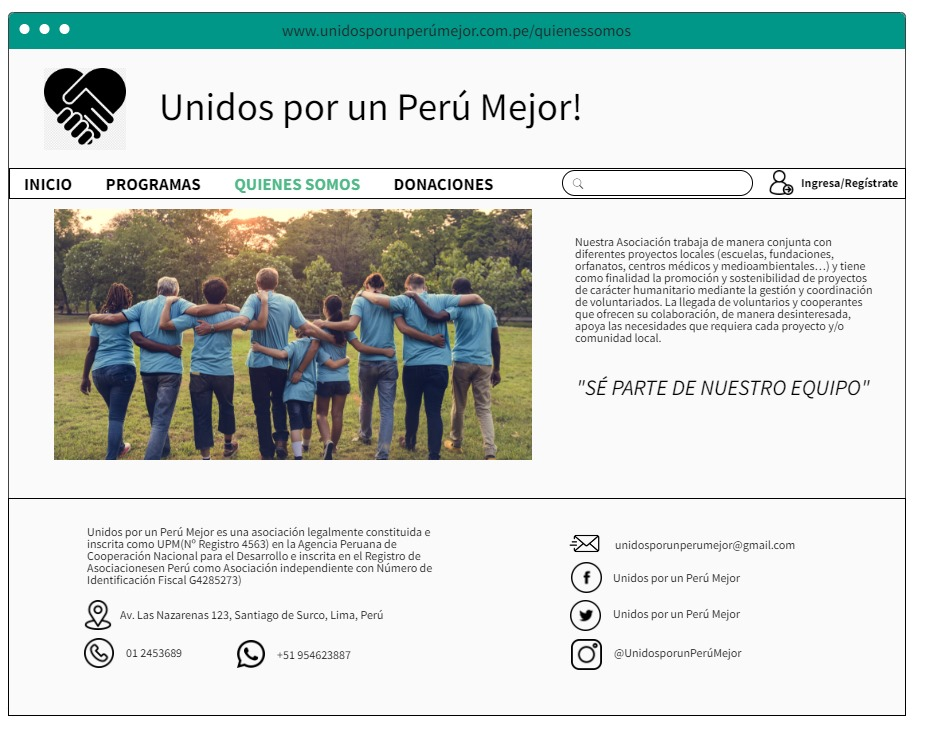 www.unidosporunperúmejor.com.pe/quienessomos
Unidos por un Perú Mejor!
INICIO PROGRAMAS QUIENES SOMOS DONACIONES Ingresa/Regístrate
Nuestra Asociación trabaja de manera conjunta con
diferentes proyectos locales (escuelas, fundaciones,
orfanatos, centros médicos y medioambientales...) y tiene
como finalidad la promoción y sostenibilidad de proyectos
de carácter humanitario mediante la gestión y coordinación
de voluntariados. La llegada de voluntarios y cooperantes
que ofrecen su colaboración, de manera desinteresada,
apoya las necesidades que requiera cada proyecto y/o
comunidad local.
"SÉ PARTE DE NUESTRO EQUIPO"
Unidos por un Perú Mejor es una asociación legalmente constituida e
inscrita como UPM(Nº Registro 4563) en la Agencia Peruana de
Cooperación Nacional para el Desarrollo e inscrita en el Registro de
Asociacionesen Perú como Asociación independiente con Número de
Identificación Fiscal G4285273)
Av. Las Nazarenas 123, Santiago de Surco, Lima, Perú
01 2453689
+51 954623887
unidosporunperumejor@gmail.com
Unidos por un Perú Mejor
Unidos por un Perú Mejor
@UnidosporunPerúMejor